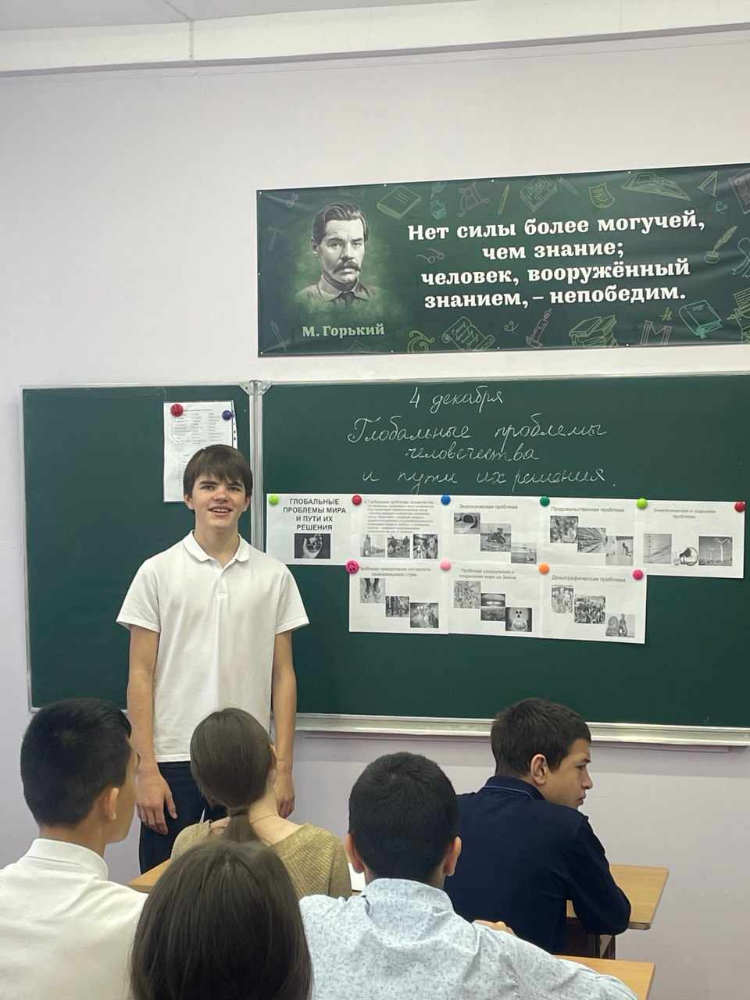 Нет силы более могучей,
чем знание;
человек, вооружённый
знанием, – непобедим.
М. Горький
4 декабря
Глобальные проблемы
человечества
и пути их решения.
ГЛОБАЛЬНЫЕ
ПРОБЛЕМЫ МИРА
И ПУТИ ИХ
РЕШЕНИЯ
Экологическая проблема
Продовольственная проблема
Энергетическая и сырьевая
проблемы
проблема преодоления отсталости
развивающихся стран
Проблема разоружения и
сохранения мира на Земле
Демографическая проблема